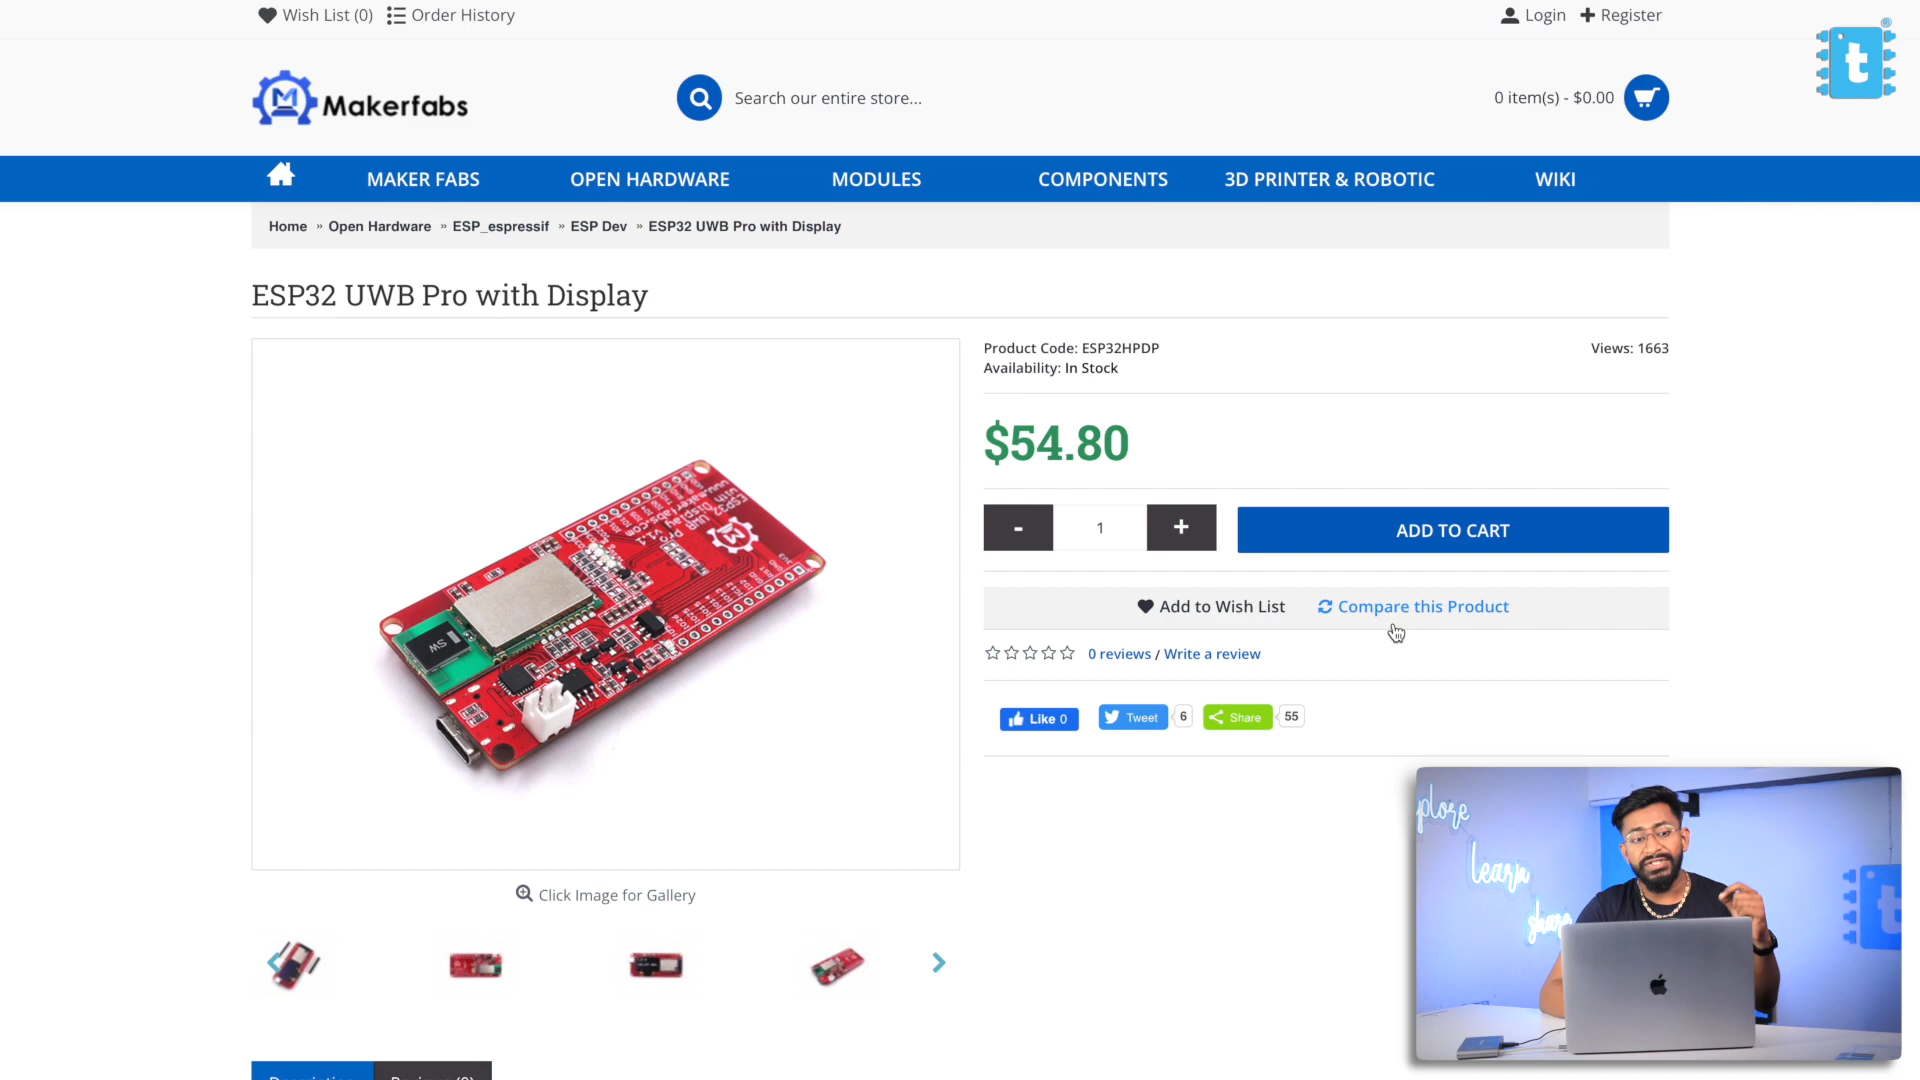 Wish List (0) Order History
Login Register
t
Makerfabs
Search our entire store...
0 item(s) - $0.00
MAKER FABS OPEN HARDWARE MODULES COMPONENTS 3D PRINTER & ROBOTIC WIKI
Home » Open Hardware » ESP_espressif » ESP Dev » ESP32 UWB Pro with Display
ESP32 UWB Pro with Display
Product Code: ESP32HPDP
Views: 1663
Availability: In Stock
$54.80
- 1 +
ADD TO CART
Add to Wish List Compare this Product
0 reviews / Write a review
Like 0 Tweet 6 Share 55
Click Image for Gallery
plore
learn
share
t